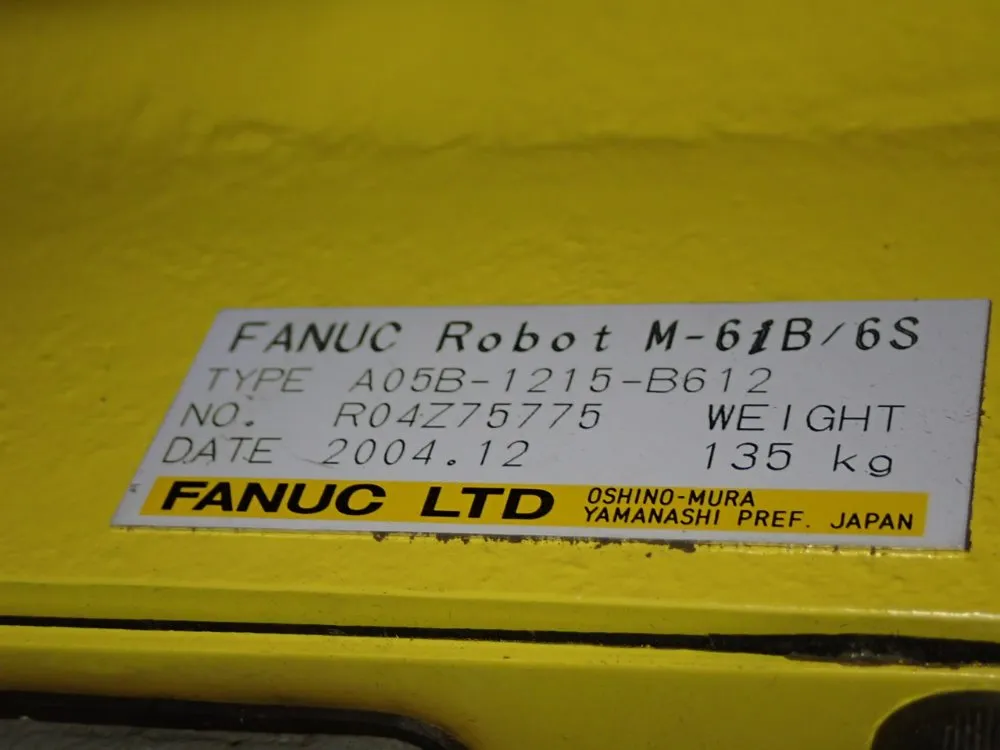 FANUC Robot M-6iB/6S
TYPE A05B-1215-B612
NO. R04Z75775 WEIGHT
DATE 2004.12 135 kg
FANUC LTD OSHINO-MURA
YAMANASHI PREF. JAPAN